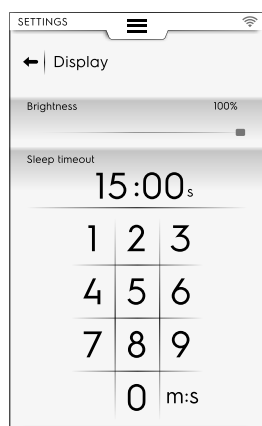 SETTINGS
Display
Brightness 100%
Sleep timeout
15:00s
1 2 3
4 5 6
7 8 9
0 m:s